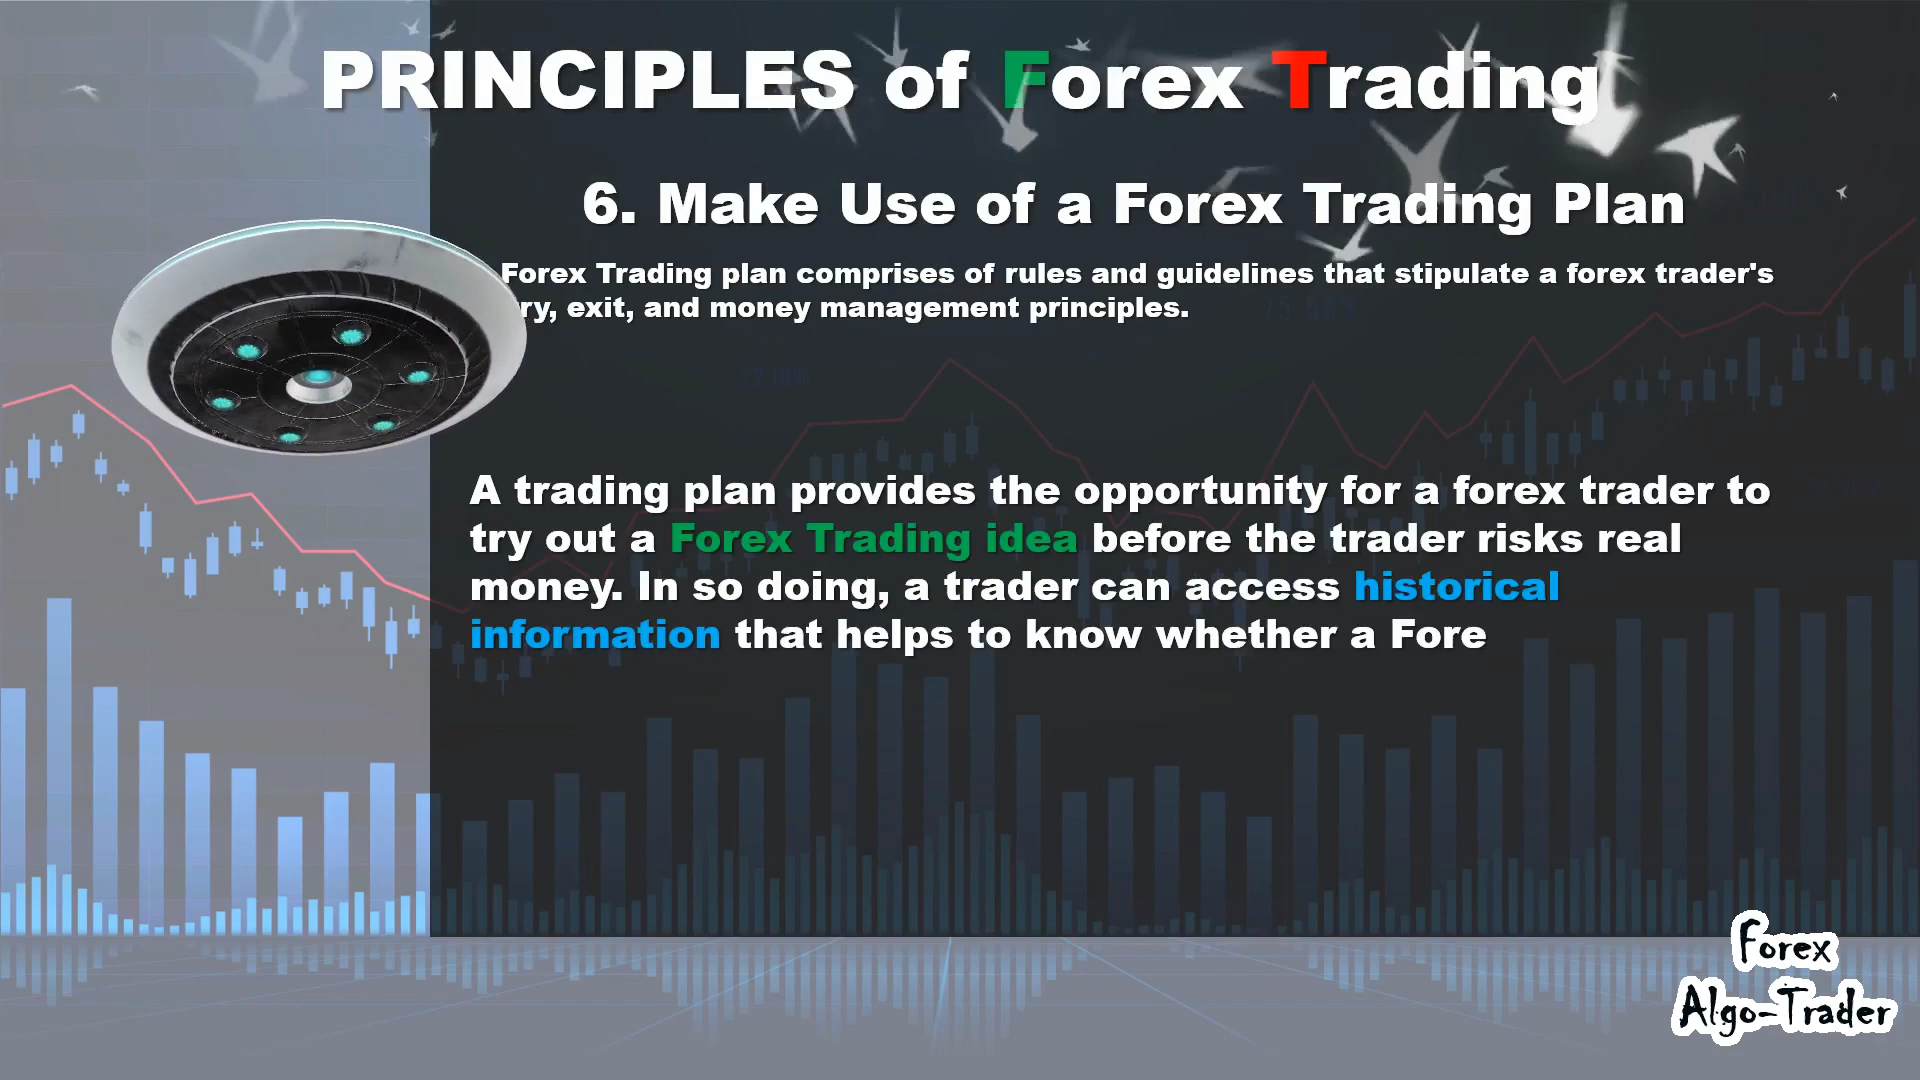 PRINCIPLES of Forex Trading
6. Make Use of a Forex Trading Plan
Forex Trading plan comprises of rules and guidelines that stipulate a forex trader's
ry, exit, and money management principles.
A trading plan provides the opportunity for a forex trader to
try out a Forex Trading idea before the trader risks real
money. In so doing, a trader can access historical
information that helps to know whether a Fore
Forex
Algo-Trader